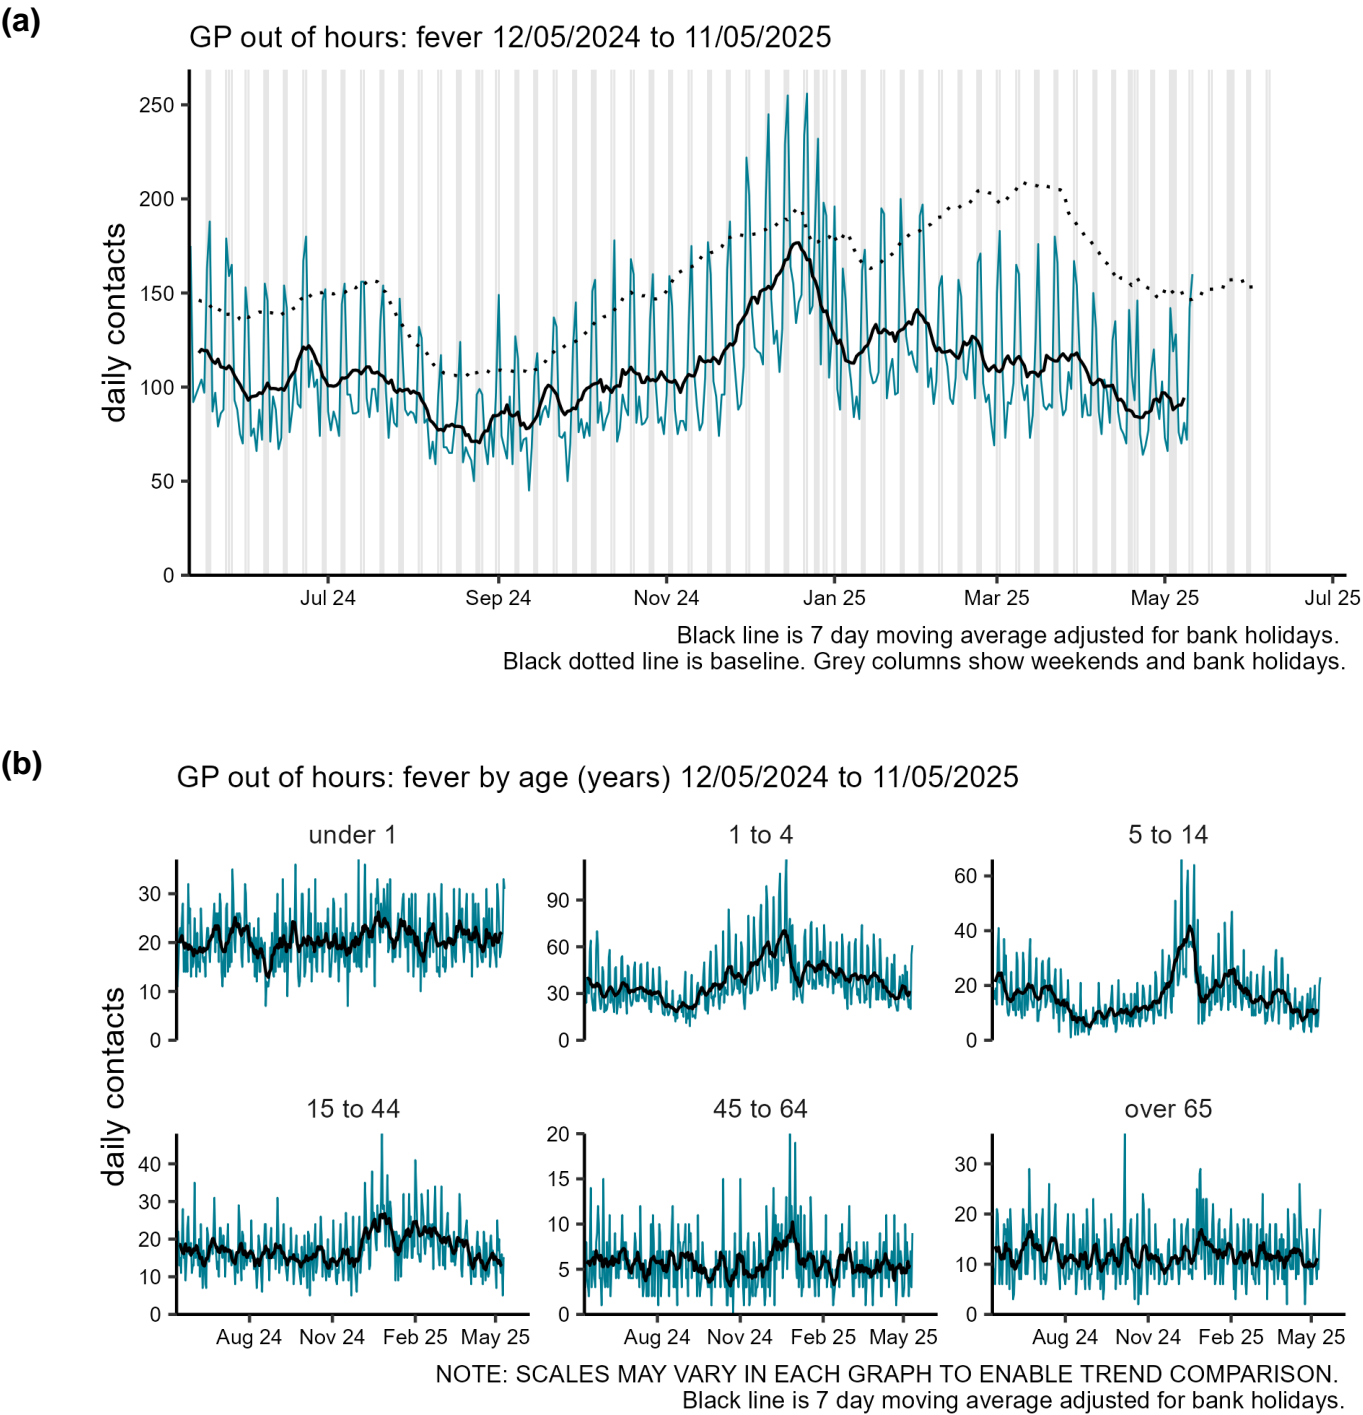 (a)
GP out of hours: fever 12/05/2024 to 11/05/2025
daily contacts
250
200
150
100
50
0
Jul 24 Sep 24 Nov 24 Jan 25 Mar 25 May 25 Jul 25
Black line is 7 day moving average adjusted for bank holidays.
Black dotted line is baseline. Grey columns show weekends and bank holidays.
(b)
GP out of hours: fever by age (years) 12/05/2024 to 11/05/2025
daily contacts
under 1
30
20
10
0
1 to 4
90
60
30
0
5 to 14
60
40
20
0
15 to 44
40
30
20
10
0
45 to 64
20
15
10
5
0
over 65
30
20
10
0
Aug 24 Nov 24 Feb 25 May 25 Aug 24 Nov 24 Feb 25 May 25 Aug 24 Nov 24 Feb 25 May 25
NOTE: SCALES MAY VARY IN EACH GRAPH TO ENABLE TREND COMPARISON.
Black line is 7 day moving average adjusted for bank holidays.